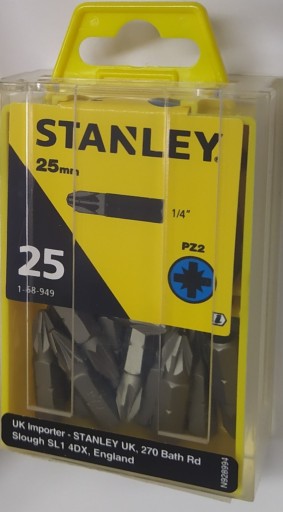 STANLEY
25mm
1/4"
PZ2
25
1-68-949
UK Importer - STANLEY UK, 270 Bath Rd
Slough SL1 4DX, England
N928994